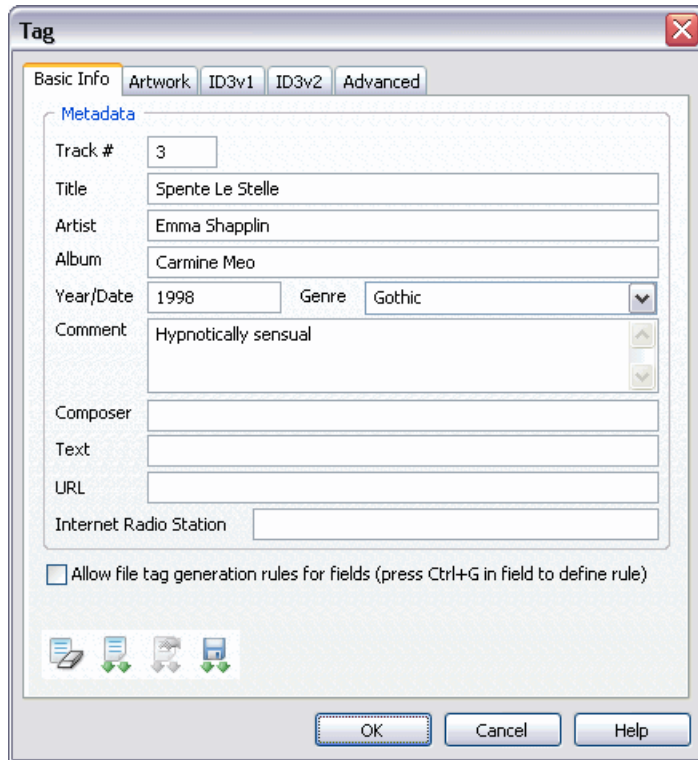 Tag
Basic Info Artwork ID3v1 ID3v2 Advanced
Metadata
Track # 3
Title Spente Le Stelle
Artist Emma Shapplin
Album Carmine Meo
Year/Date 1998 Genre Gothic
Comment Hypnotically sensual
Composer
Text
URL
Internet Radio Station
Allow file tag generation rules for fields (press Ctrl+G in field to define rule)
OK Cancel Help